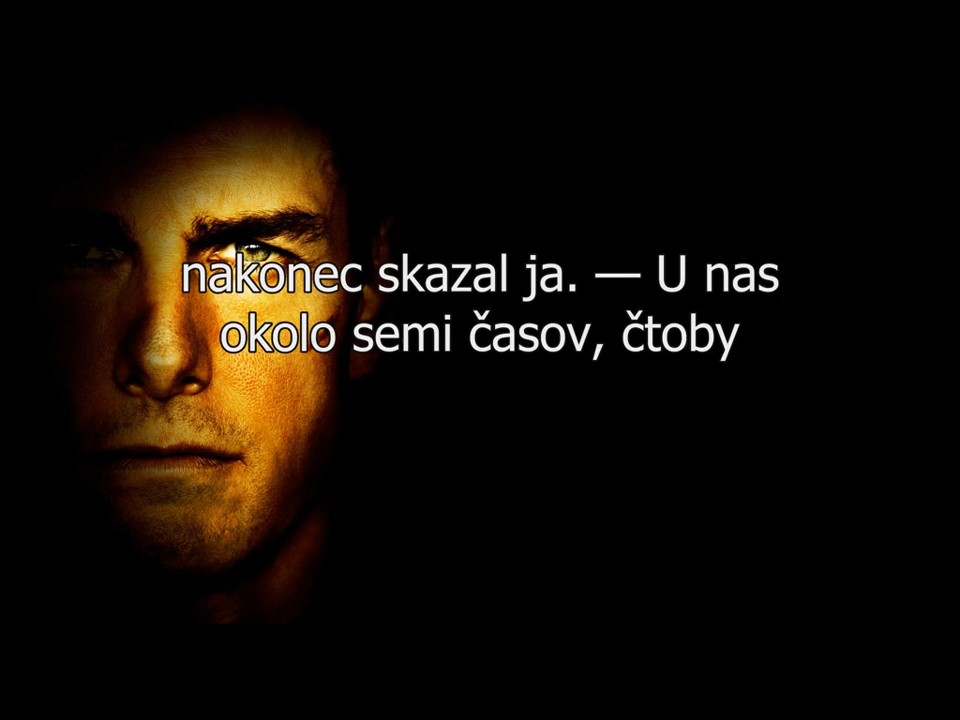 nakonec skazal ja. — U nas
okolo semi časov, čtoby